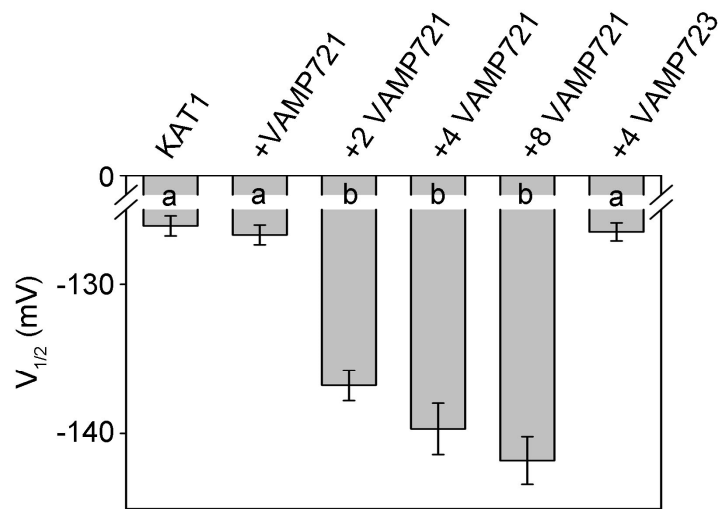 KAT1
+VAMP721
+2 VAMP721
+4 VAMP721
+8 VAMP721
+4 VAMP723
0
a a b b b a
-130
-140
V1/2 (mV)